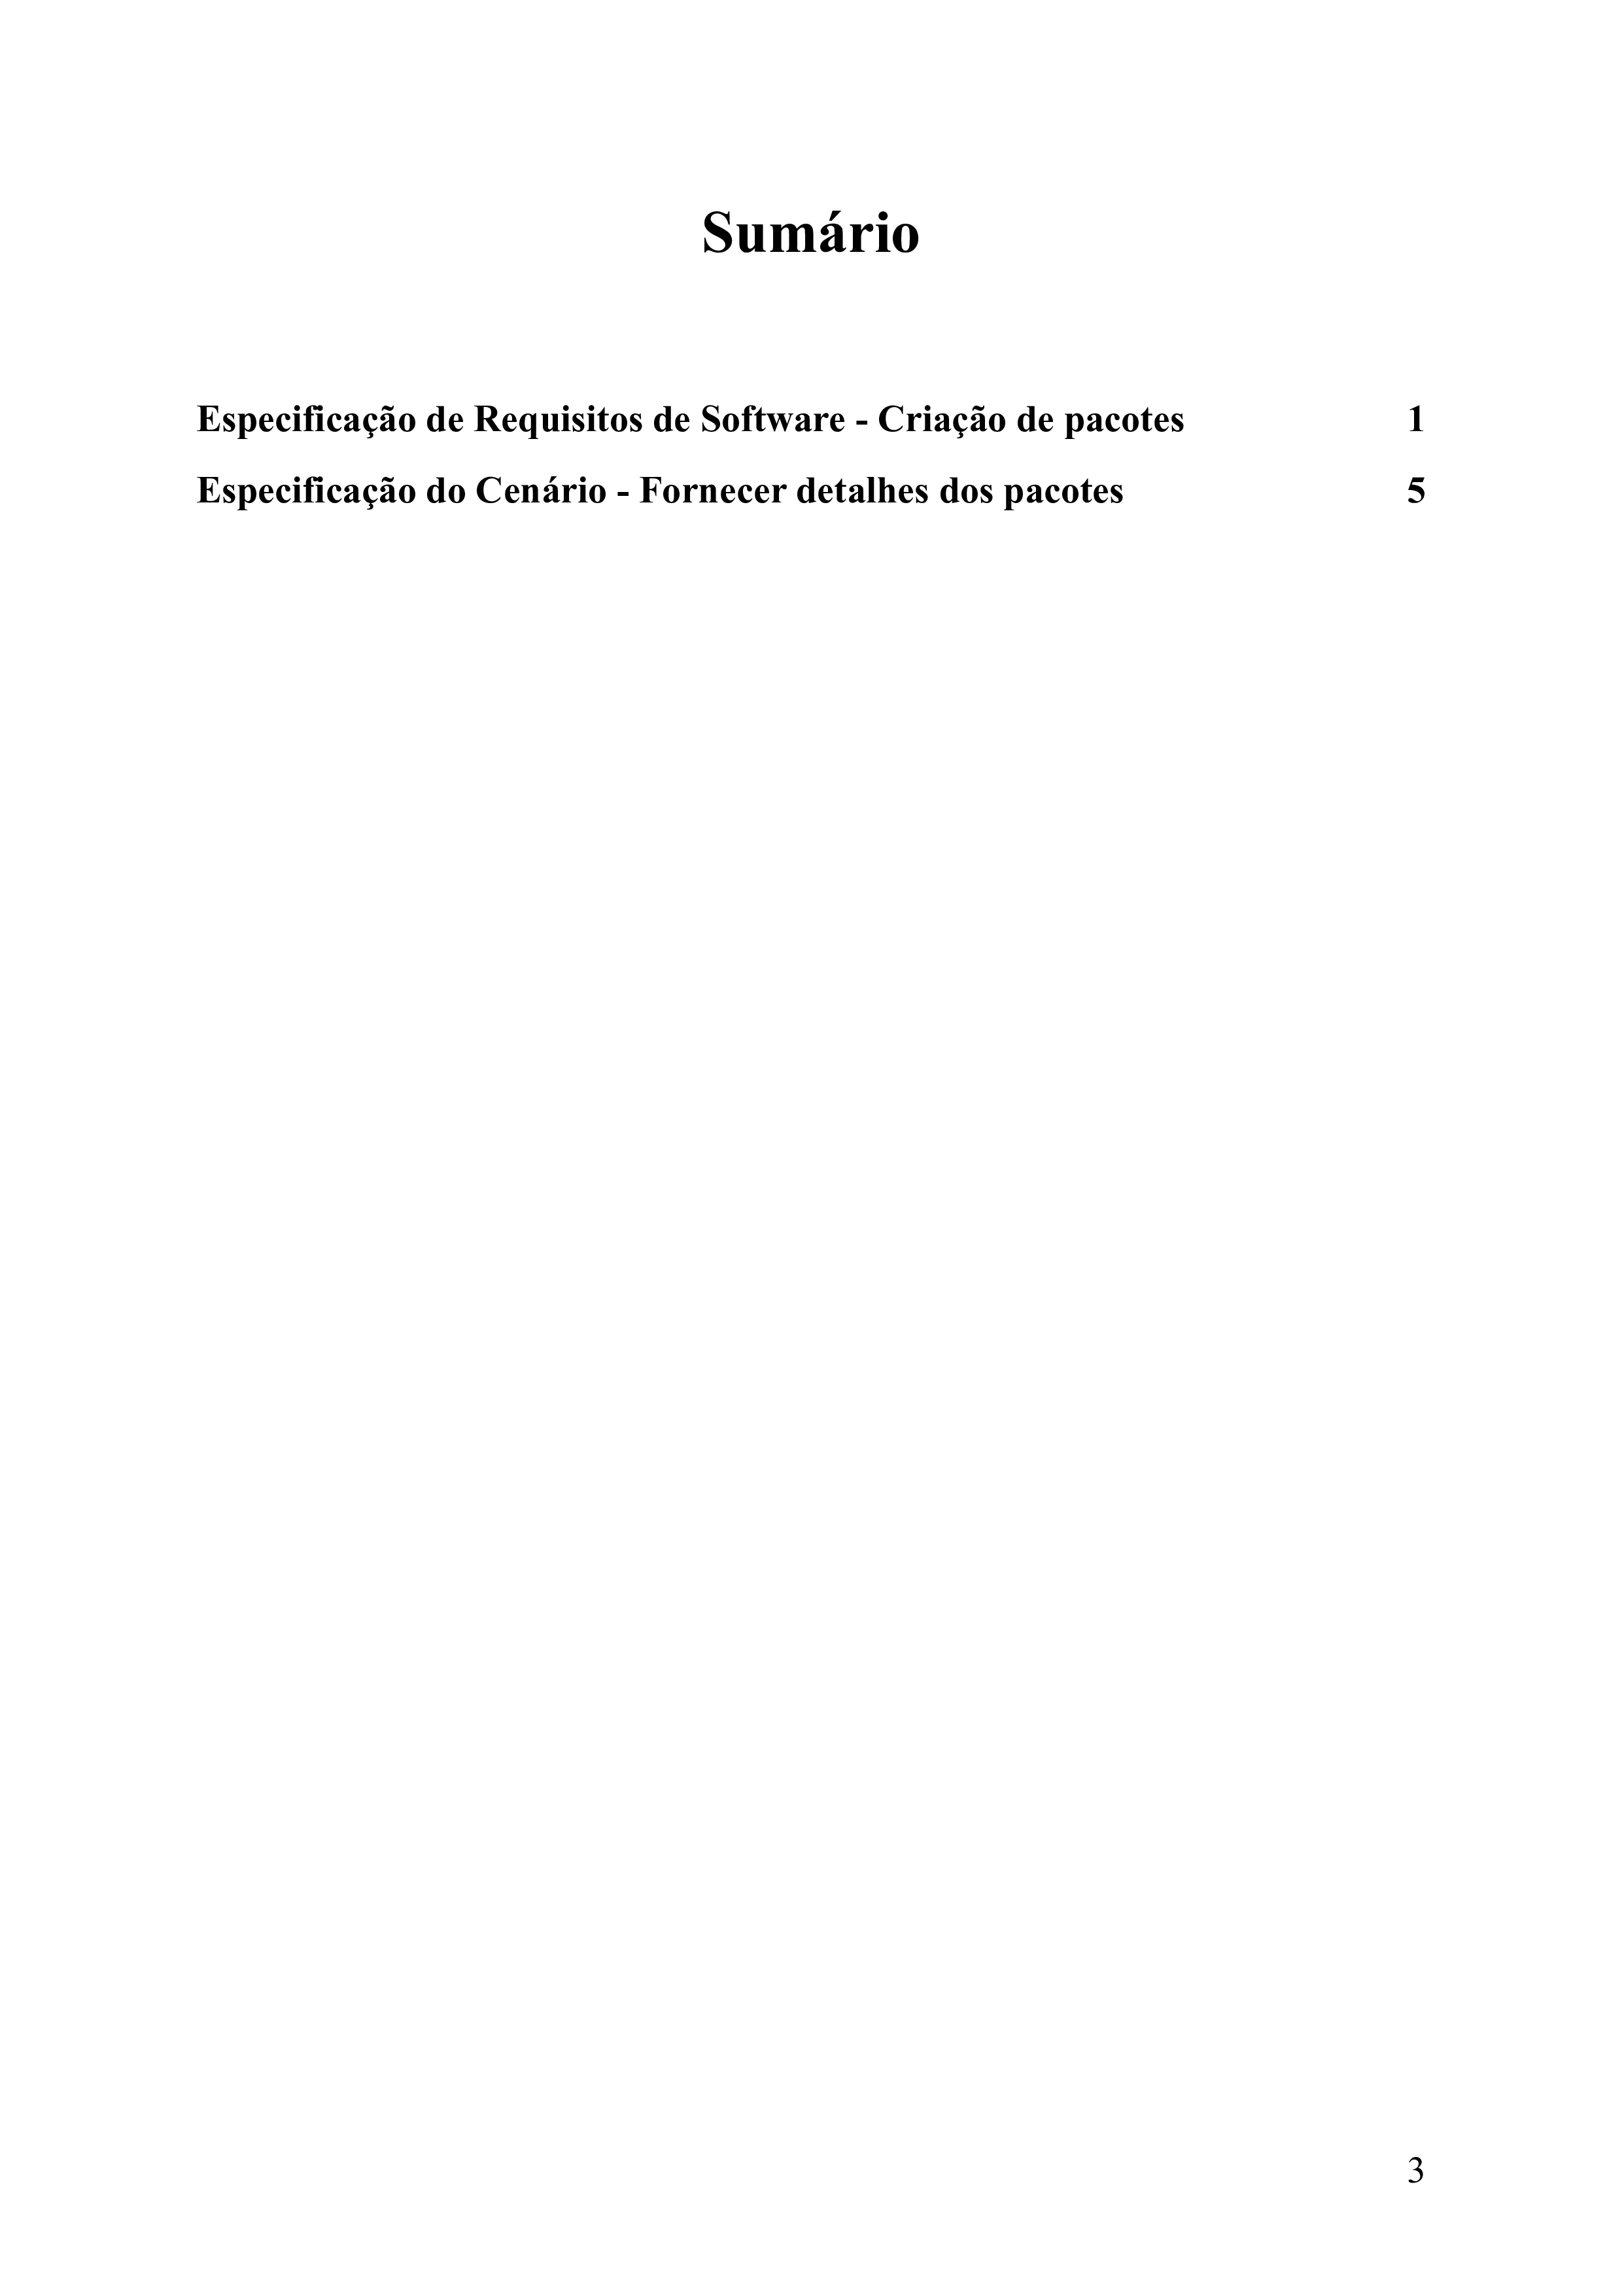 Sumário
Especificação de Requisitos de Software - Criação de pacotes 1
Especificação do Cenário - Fornecer detalhes dos pacotes 5
3